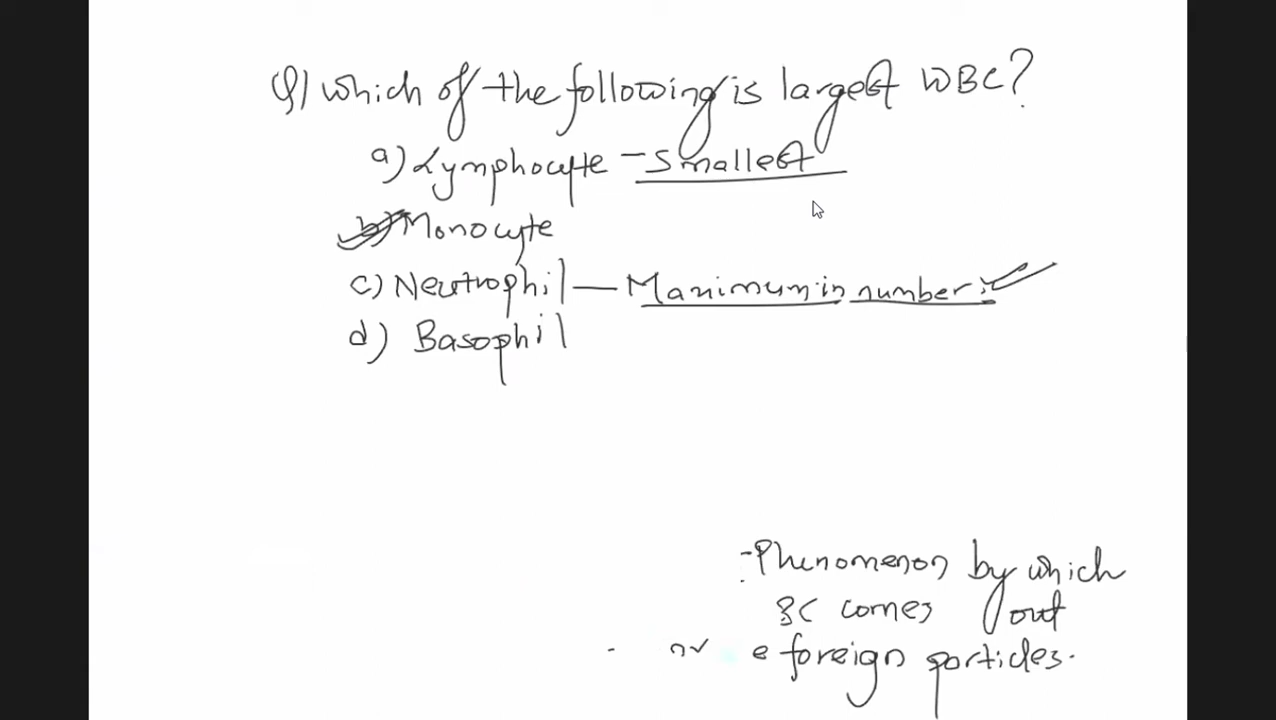 Q) Which of the following is largest WBC?
a) Lymphocyte - Smallest
b) Monocyte
c) Neutrophil — Maximum in number.
d) Basophil
:- Phenomenon by which
BC comes out
e foreign particles.